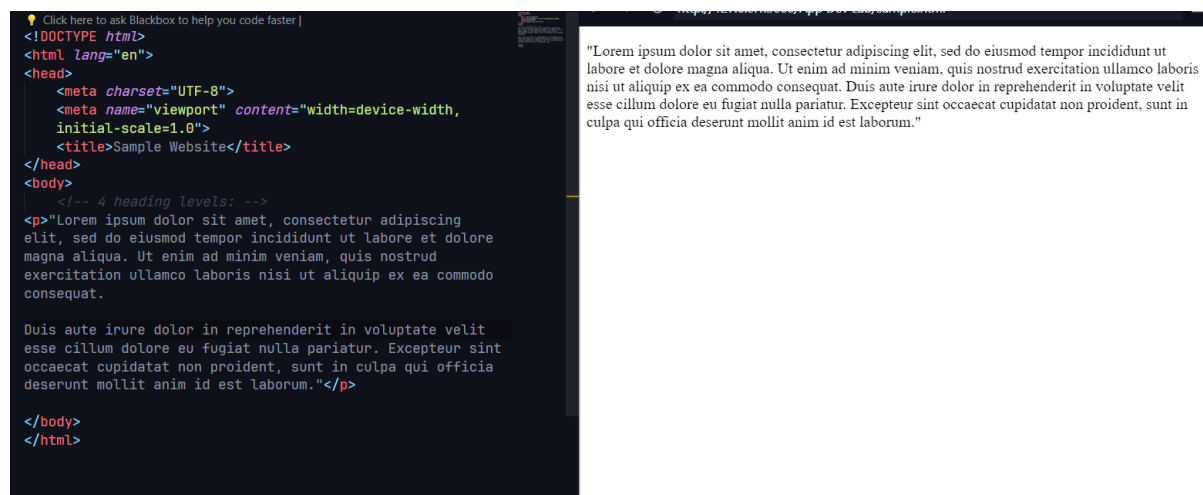 Click here to ask Blackbox to help you code faster |
<!DOCTYPE html>
<html lang="en">
<head>
<meta charset="UTF-8">
<meta name="viewport" content="width=device-width,
initial-scale=1.0">
<title>Sample Website</title>
</head>
<body>
<!-- 4 heading levels: -->
<p>"Lorem ipsum dolor sit amet, consectetur adipiscing
elit, sed do eiusmod tempor incididunt ut labore et dolore
magna aliqua. Ut enim ad minim veniam, quis nostrud
exercitation ullamco laboris nisi ut aliquip ex ea commodo
consequat.
Duis aute irure dolor in reprehenderit in voluptate velit
esse cillum dolore eu fugiat nulla pariatur. Excepteur sint
occaecat cupidatat non proident, sunt in culpa qui officia
deserunt mollit anim id est laborum."</p>
</body>
</html>
"Lorem ipsum dolor sit amet, consectetur adipiscing elit, sed do eiusmod tempor incididunt ut
labore et dolore magna aliqua. Ut enim ad minim veniam, quis nostrud exercitation ullamco laboris
nisi ut aliquip ex ea commodo consequat. Duis aute irure dolor in reprehenderit in voluptate velit
esse cillum dolore eu fugiat nulla pariatur. Excepteur sint occaecat cupidatat non proident, sunt in
culpa qui officia deserunt mollit anim id est laborum."